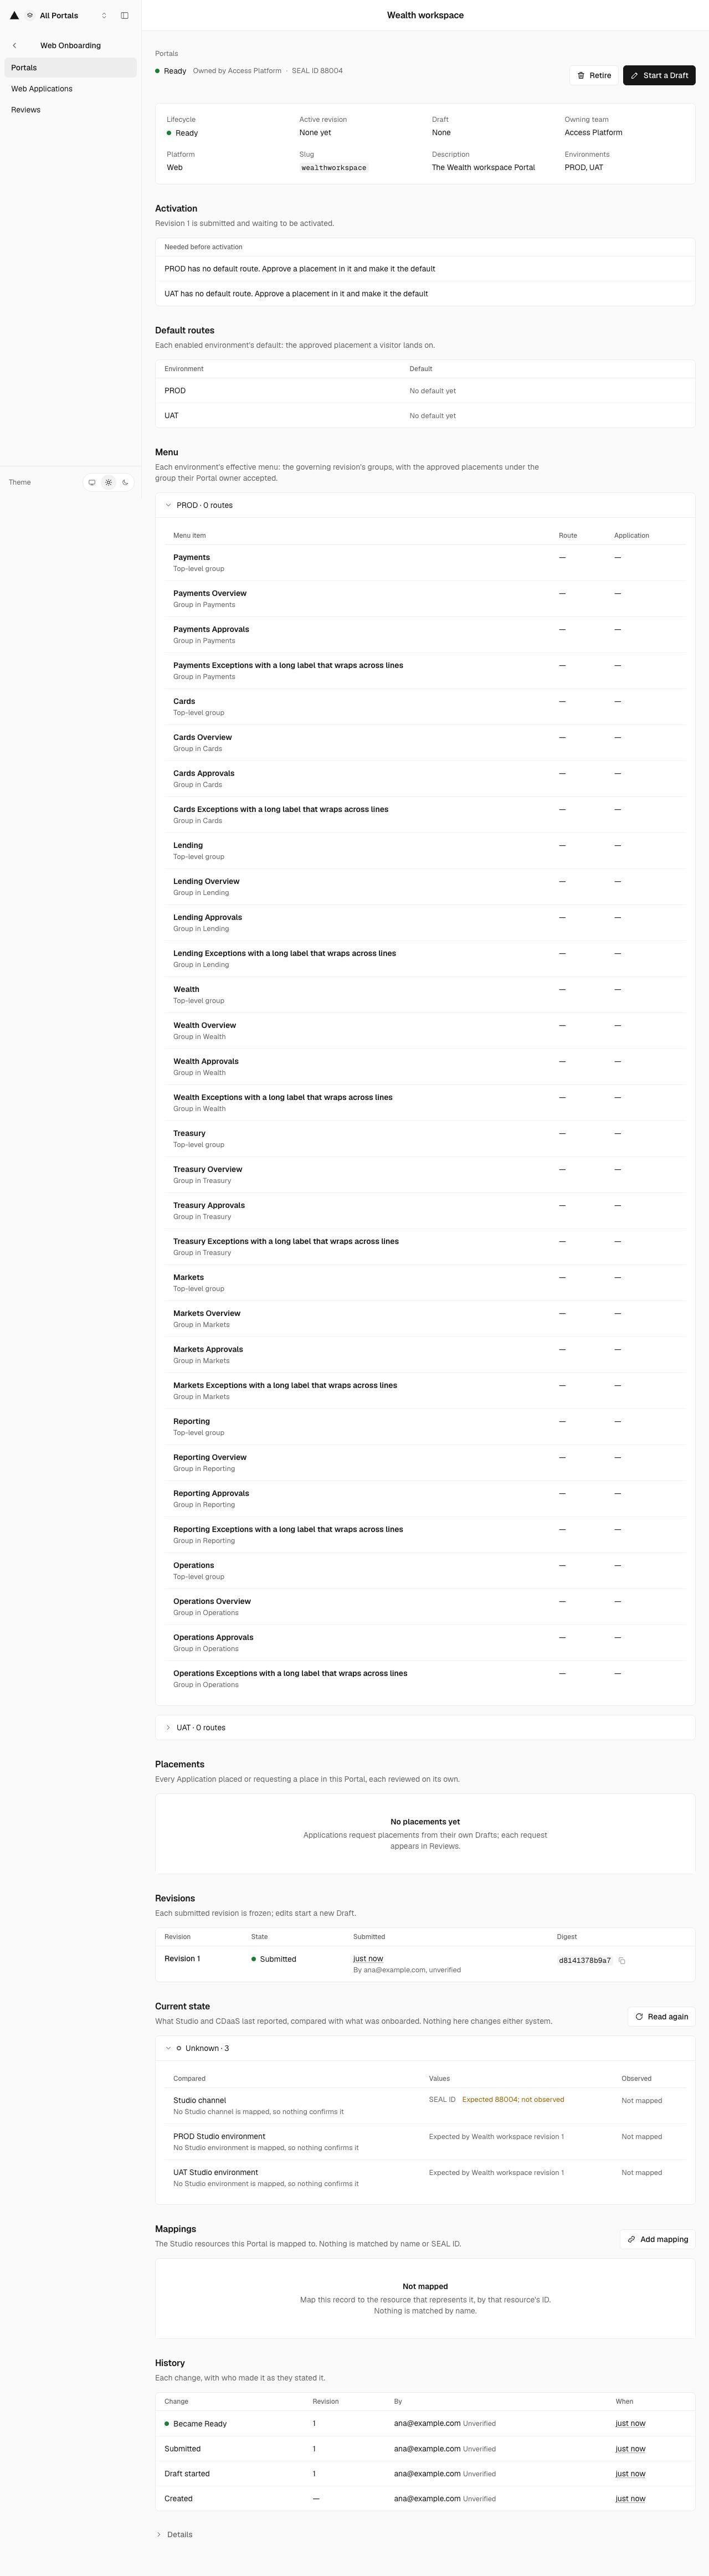 All Portals
Web Onboarding
Portals
Web Applications
Reviews
Theme
Wealth workspace
Portals
Ready Owned by Access Platform · SEAL ID 88004
Retire
Start a Draft
Lifecycle Active revision Draft Owning team
Ready None yet None Access Platform
Platform Slug Description Environments
Web wealthworkspace The Wealth workspace Portal PROD, UAT
Activation
Revision 1 is submitted and waiting to be activated.
Needed before activation
PROD has no default route. Approve a placement in it and make it the default
UAT has no default route. Approve a placement in it and make it the default
Default routes
Each enabled environment's default: the approved placement a visitor lands on.
Environment Default
PROD No default yet
UAT No default yet
Menu
Each environment's effective menu: the governing revision's groups, with the approved placements under the
group their Portal owner accepted.
PROD · 0 routes
Menu item Route Application
Payments — —
Top-level group
Payments Overview — —
Group in Payments
Payments Approvals — —
Group in Payments
Payments Exceptions with a long label that wraps across lines — —
Group in Payments
Cards — —
Top-level group
Cards Overview — —
Group in Cards
Cards Approvals — —
Group in Cards
Cards Exceptions with a long label that wraps across lines — —
Group in Cards
Lending — —
Top-level group
Lending Overview — —
Group in Lending
Lending Approvals — —
Group in Lending
Lending Exceptions with a long label that wraps across lines — —
Group in Lending
Wealth — —
Top-level group
Wealth Overview — —
Group in Wealth
Wealth Approvals — —
Group in Wealth
Wealth Exceptions with a long label that wraps across lines — —
Group in Wealth
Treasury — —
Top-level group
Treasury Overview — —
Group in Treasury
Treasury Approvals — —
Group in Treasury
Treasury Exceptions with a long label that wraps across lines — —
Group in Treasury
Markets — —
Top-level group
Markets Overview — —
Group in Markets
Markets Approvals — —
Group in Markets
Markets Exceptions with a long label that wraps across lines — —
Group in Markets
Reporting — —
Top-level group
Reporting Overview — —
Group in Reporting
Reporting Approvals — —
Group in Reporting
Reporting Exceptions with a long label that wraps across lines — —
Group in Reporting
Operations — —
Top-level group
Operations Overview — —
Group in Operations
Operations Approvals — —
Group in Operations
Operations Exceptions with a long label that wraps across lines — —
Group in Operations
UAT · 0 routes
Placements
Every Application placed or requesting a place in this Portal, each reviewed on its own.
No placements yet
Applications request placements from their own Drafts; each request
appears in Reviews.
Revisions
Each submitted revision is frozen; edits start a new Draft.
Revision State Submitted Digest
Revision 1 Submitted just now d8141378b9a7
By ana@example.com, unverified
Current state
What Studio and CDaaS last reported, compared with what was onboarded. Nothing here changes either system.
Read again
Unknown · 3
Compared Values Observed
Studio channel SEAL ID Expected 88004; not observed Not mapped
No Studio channel is mapped, so nothing confirms it
PROD Studio environment Expected by Wealth workspace revision 1 Not mapped
No Studio environment is mapped, so nothing confirms it
UAT Studio environment Expected by Wealth workspace revision 1 Not mapped
No Studio environment is mapped, so nothing confirms it
Mappings
The Studio resources this Portal is mapped to. Nothing is matched by name or SEAL ID.
Add mapping
Not mapped
Map this record to the resource that represents it, by that resource's ID.
Nothing is matched by name.
History
Each change, with who made it as they stated it.
Change Revision By When
Became Ready 1 ana@example.com Unverified just now
Submitted 1 ana@example.com Unverified just now
Draft started 1 ana@example.com Unverified just now
Created — ana@example.com Unverified just now
Details